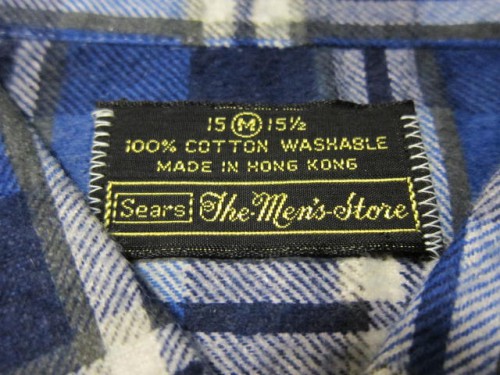 15 M 15½
100% COTTON WASHABLE
MADE IN HONG KONG
Sears The-Men's-Store